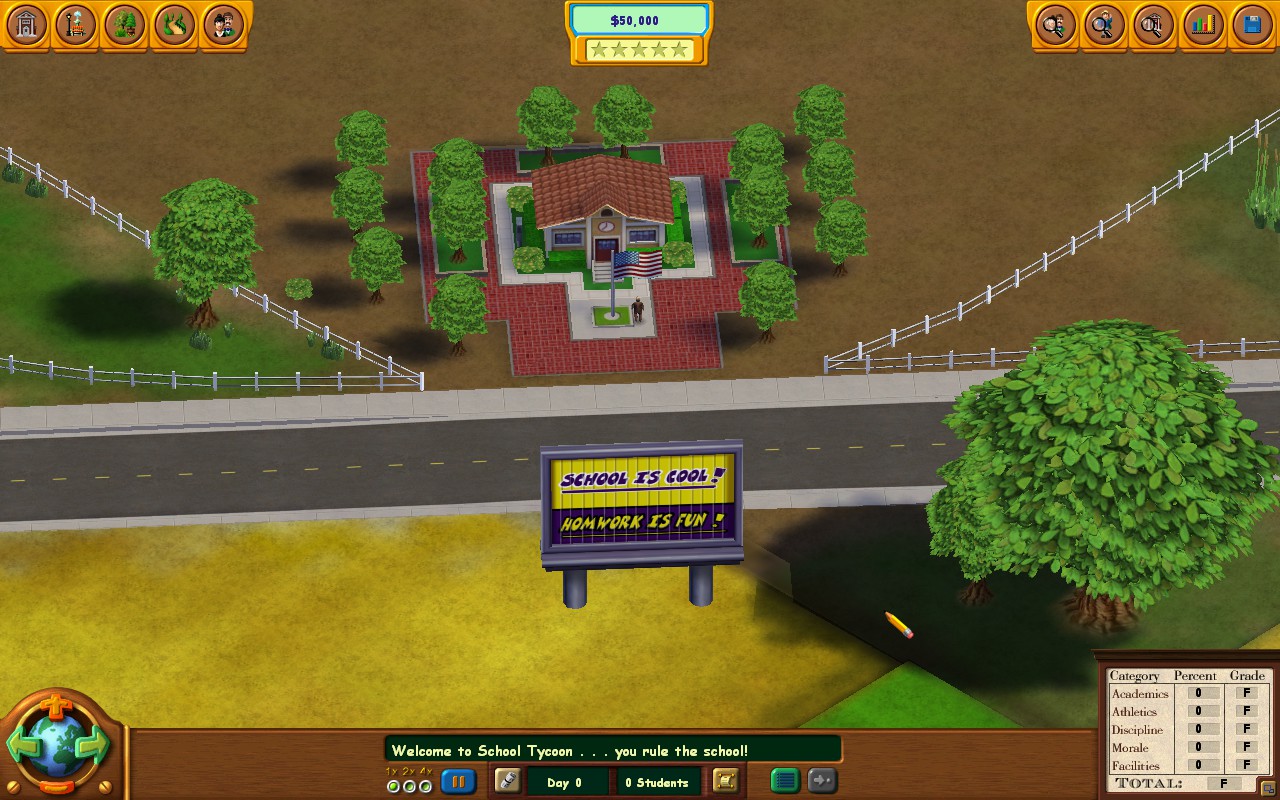 $50,000
SCHOOL IS COOL!
HOMWORK IS FUN!
Category Percent Grade
Academics 0 F
Athletics 0 F
Discipline 0 F
Morale 0 F
Facilities 0 F
TOTAL: F
Welcome to School Tycoon . . . you rule the school!
1x 2x 4x
Day 0
0 Students